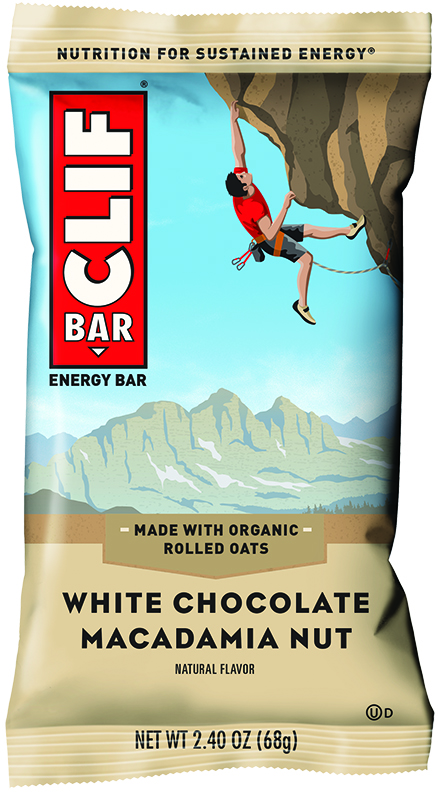 NUTRITION FOR SUSTAINED ENERGY®
CLIF®
BAR
ENERGY BAR
MADE WITH ORGANIC
ROLLED OATS
WHITE CHOCOLATE
MACADAMIA NUT
NATURAL FLAVOR
U D
NET WT 2.40 OZ (68g)